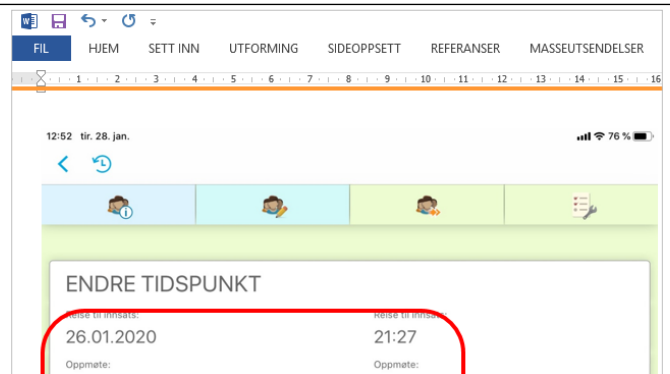 FIL HJEM SETT INN UTFORMING SIDEOPPSETT REFERANSER MASSEUTSENDELSER
1 2 3 4 5 6 7 8 9 10 11 12 13 14 15 16
12:52 tir. 28. jan. 76 %
ENDRE TIDSPUNKT
Reise til innsats: Reise til innsats:
26.01.2020 21:27
Oppmøte: Oppmøte: